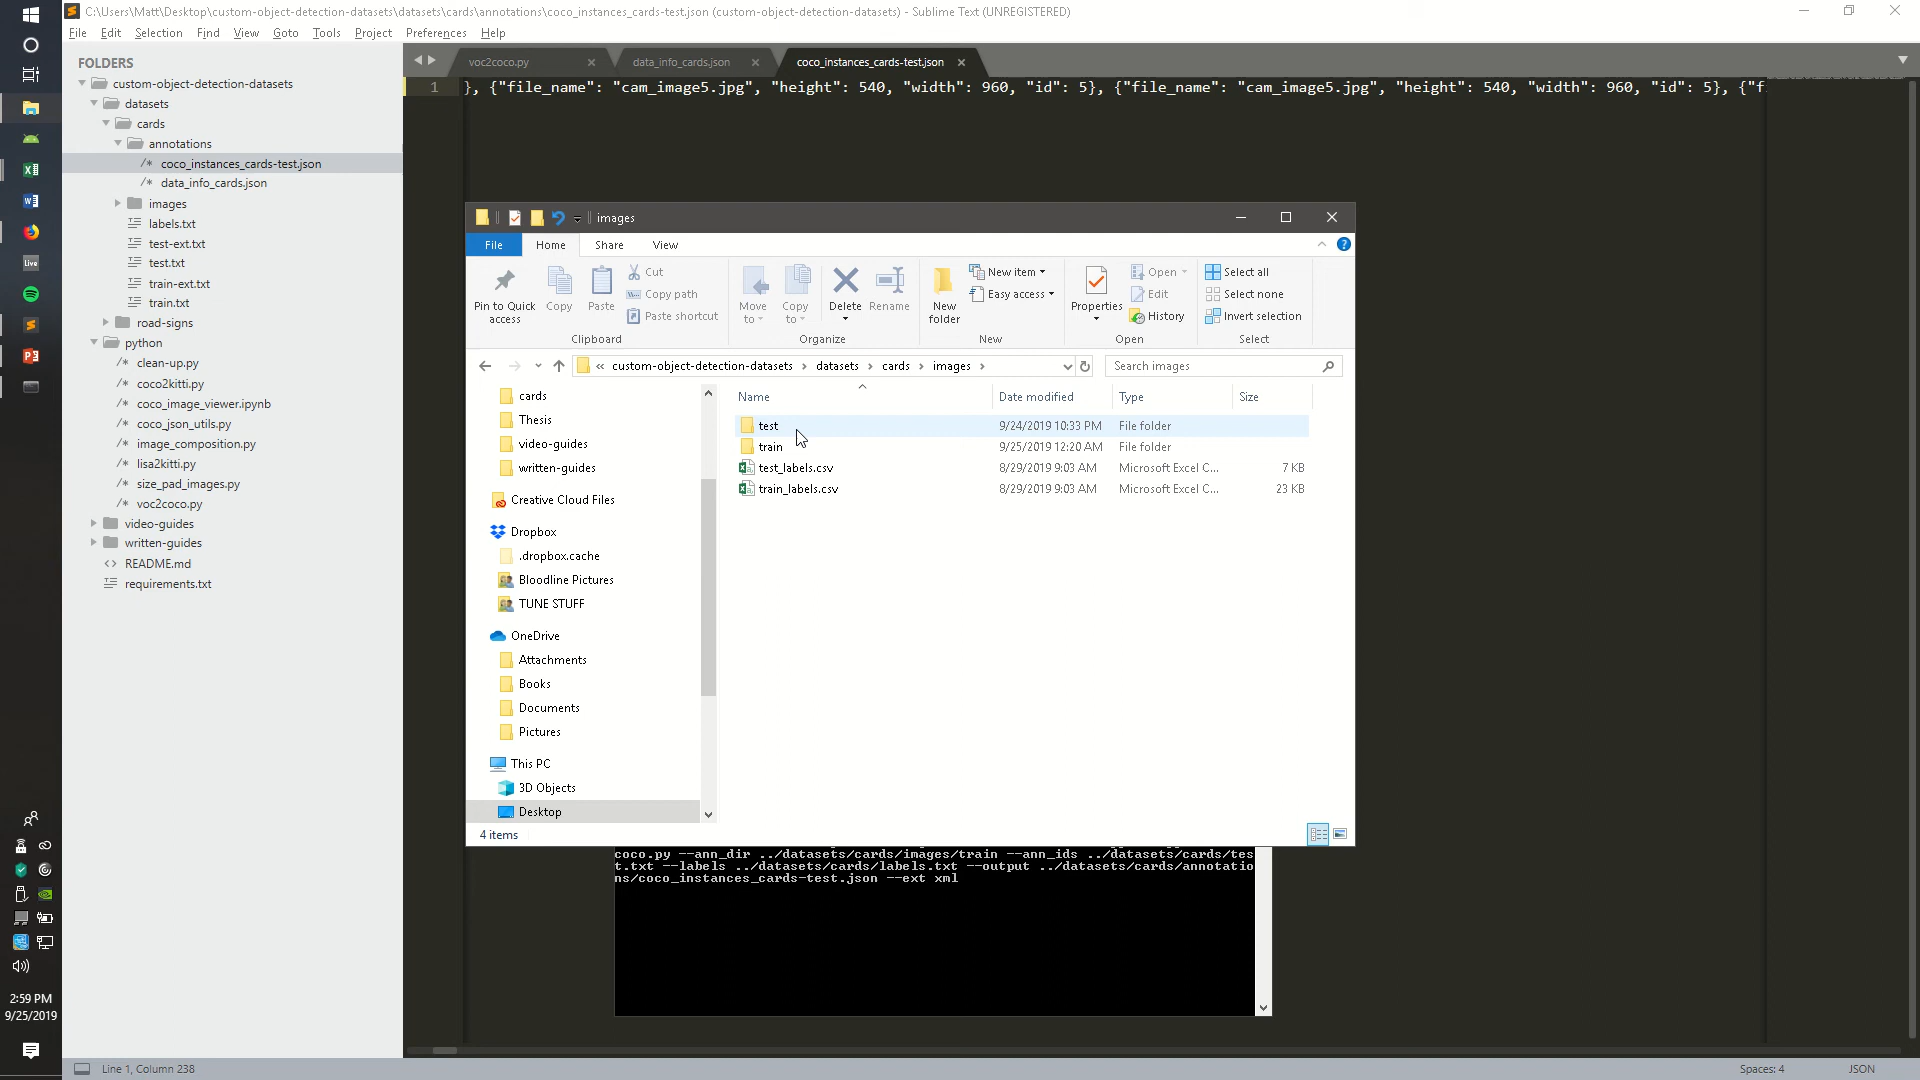 C:\Users\Matt\Desktop\custom-object-detection-datasets\datasets\cards\annotations\coco_instances_cards-test.json (custom-object-detection-datasets) - Sublime Text (UNREGISTERED)
File Edit Selection Find View Goto Tools Project Preferences Help
FOLDERS
custom-object-detection-datasets
datasets
cards
annotations
/* coco_instances_cards-test.json
/* data_info_cards.json
images
labels.txt
test-ext.txt
test.txt
train-ext.txt
train.txt
road-signs
python
/* clean-up.py
/* coco2kitti.py
/* coco_image_viewer.ipynb
/* coco_json_utils.py
/* image_composition.py
/* lisa2kitti.py
/* size_pad_images.py
/* voc2coco.py
video-guides
written-guides
<> README.md
requirements.txt
voc2coco.py data_info_cards.json coco_instances_cards-test.json
1 }, {"file_name": "cam_image5.jpg", "height": 540, "width": 960, "id": 5}, {"file_name": "cam_image5.jpg", "height": 540, "width": 960, "id": 5}, {"f
images
File Home Share View
Pin to Quick access
Copy
Paste
Cut
Copy path
Paste shortcut
Clipboard
Move to
Copy to
Delete
Rename
Organize
New folder
New item
Easy access
New
Properties
Open
Edit
History
Open
Select all
Select none
Invert selection
Select
« custom-object-detection-datasets > datasets > cards > images >
Search images
cards
Thesis
video-guides
written-guides
Creative Cloud Files
Dropbox
.dropbox.cache
Bloodline Pictures
TUNE STUFF
OneDrive
Attachments
Books
Documents
Pictures
This PC
3D Objects
Desktop
Name Date modified Type Size
test 9/24/2019 10:33 PM File folder
train 9/25/2019 12:20 AM File folder
test_labels.csv 8/29/2019 9:03 AM Microsoft Excel C... 7 KB
train_labels.csv 8/29/2019 9:03 AM Microsoft Excel C... 23 KB
4 items
coco.py --ann_dir ../datasets/cards/images/train --ann_ids ../datasets/cards/tes
t.txt --labels ../datasets/cards/labels.txt --output ../datasets/cards/annotatio
ns/coco_instances_cards-test.json --ext xml
Live
2:59 PM
9/25/2019
Line 1, Column 238
Spaces: 4
JSON